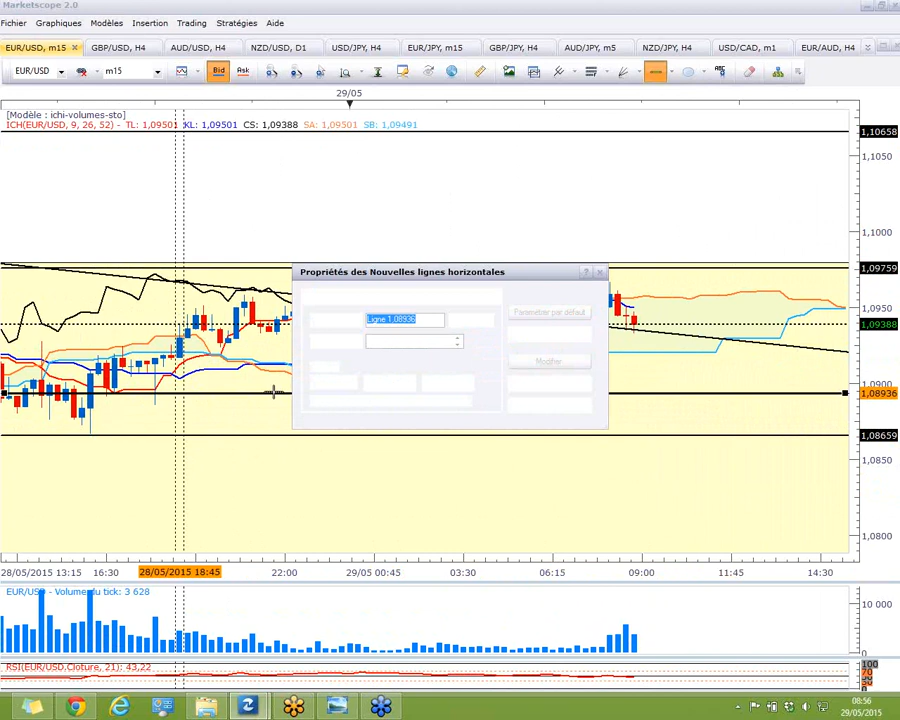 Marketscope 2.0
Fichier Graphiques Modèles Insertion Trading Stratégies Aide
EUR/USD, m15 GBP/USD, H4 AUD/USD, H4 NZD/USD, D1 USD/JPY, H4 EUR/JPY, m15 GBP/JPY, H4 AUD/JPY, m5 NZD/JPY, H4 USD/CAD, m1 EUR/AUD, H4
EUR/USD m15 Bid Ask
29/05
[Modèle : ichi-volumes-sto]
ICH(EUR/USD, 9, 26, 52) - TL: 1,09501 KL: 1,09501 CS: 1,09388 SA: 1,09501 SB: 1,09491
1,10658
1,1050
1,1000
Propriétés des Nouvelles lignes horizontales
1,09759
1,0950
Paramétrer par défaut
Ligne 1.08936
1,09388
Modifier
1,0900
1,08936
1,08659
1,0850
1,0800
28/05/2015 13:15 16:30 28/05/2015 18:45 22:00 29/05 00:45 03:30 06:15 09:00 11:45 14:30
EUR/USD - Volume du tick: 3 628
10 000
0
RSI(EUR/USD.Cloture, 21): 43,22
100
70
0
08:56
29/05/2015